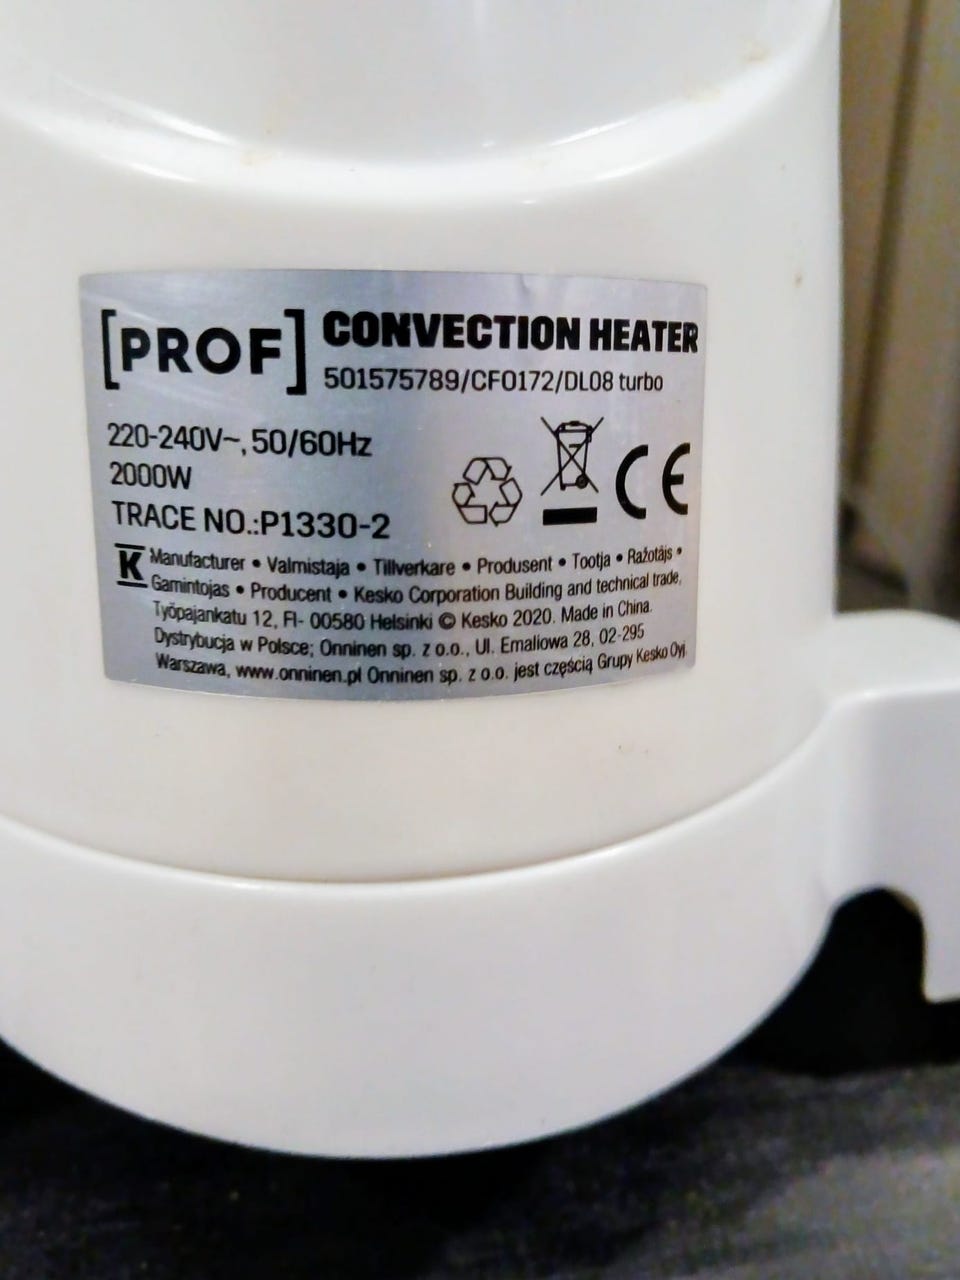 [PROF] CONVECTION HEATER
501575789/CF0172/DL08 turbo
220-240V~, 50/60Hz
2000W
TRACE NO.:P1330-2
CE
K Manufacturer • Valmistaja • Tillverkare • Produsent • Tootja • Ražotājs •
Gamintojas • Producent • Kesko Corporation Building and technical trade,
Työpajankatu 12, FI- 00580 Helsinki © Kesko 2020. Made in China.
Dystrybucja w Polsce; Onninen sp. z o.o., Ul. Emaliowa 28, 02-295
Warszawa, www.onninen.pl Onninen sp. z o.o. jest częścią Grupy Kesko Oyj.